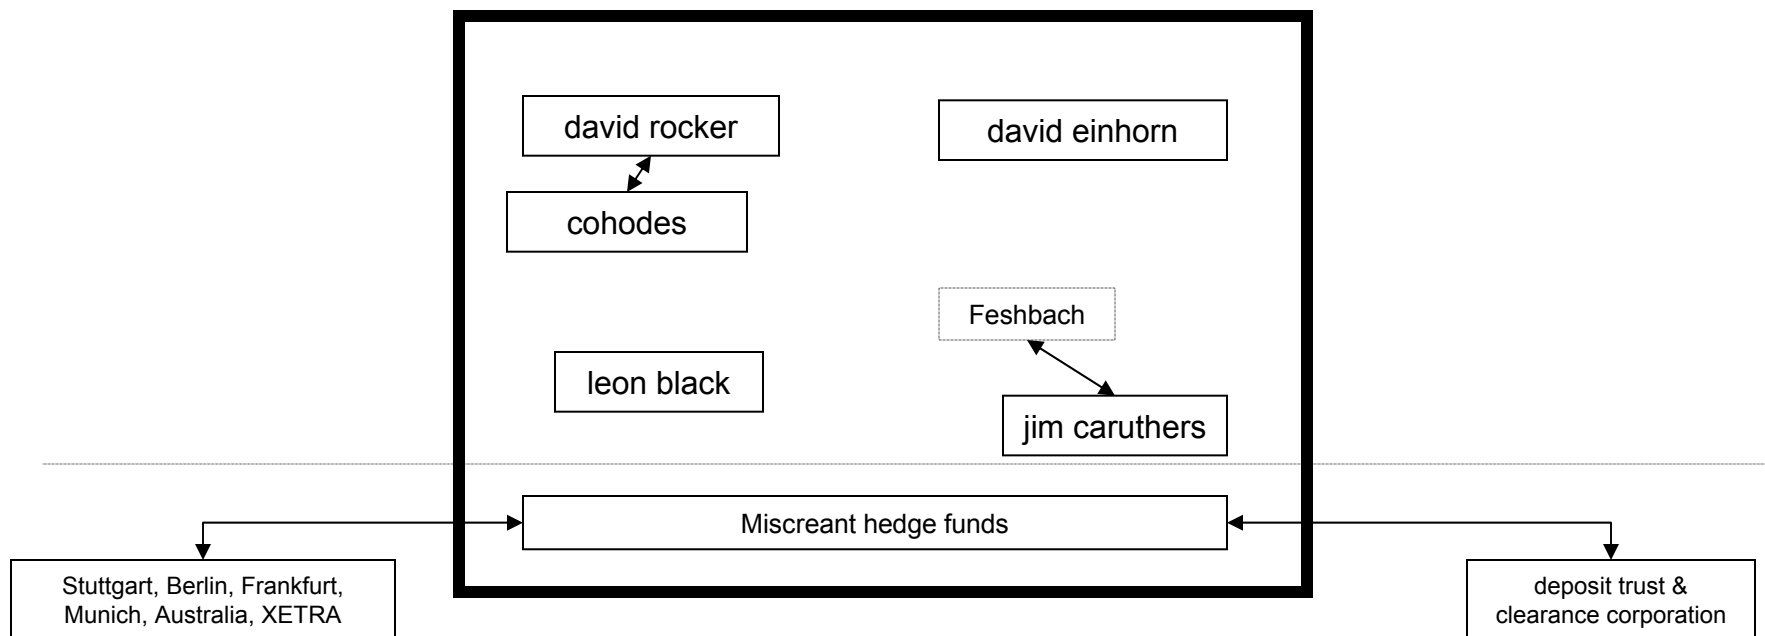 david rocker
david einhorn
cohodes
Feshbach
leon black
jim caruthers
Miscreant hedge funds
Stuttgart, Berlin, Frankfurt,
Munich, Australia, XETRA
deposit trust &
clearance corporation